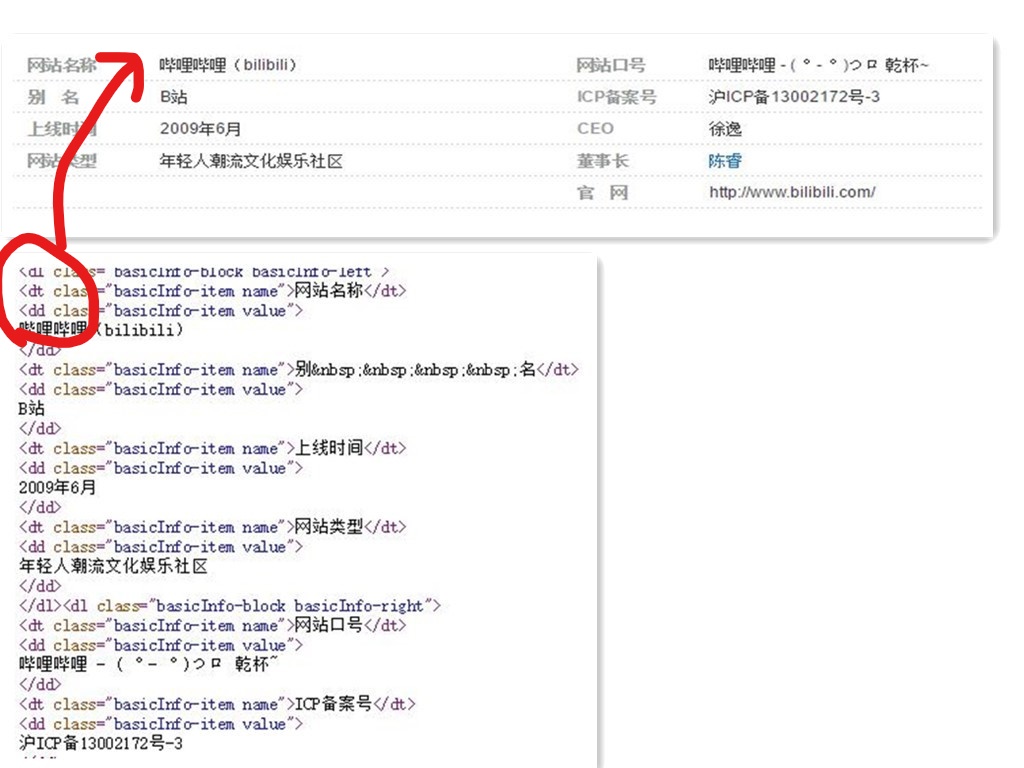 网站名称 哔哩哔哩（bilibili） 网站口号 哔哩哔哩 - ( ゜- ゜)つロ 乾杯~
别 名 B站 ICP备案号 沪ICP备13002172号-3
上线时间 2009年6月 CEO 徐逸
网站类型 年轻人潮流文化娱乐社区 董事长 陈睿
官 网 http://www.bilibili.com/
<dl class="basicInfo-block basicInfo-left">
<dt class="basicInfo-item name">网站名称</dt>
<dd class="basicInfo-item value">
哔哩哔哩（bilibili）
</dd>
<dt class="basicInfo-item name">别&nbsp;&nbsp;&nbsp;&nbsp;名</dt>
<dd class="basicInfo-item value">
B站
</dd>
<dt class="basicInfo-item name">上线时间</dt>
<dd class="basicInfo-item value">
2009年6月
</dd>
<dt class="basicInfo-item name">网站类型</dt>
<dd class="basicInfo-item value">
年轻人潮流文化娱乐社区
</dd>
</dl><dl class="basicInfo-block basicInfo-right">
<dt class="basicInfo-item name">网站口号</dt>
<dd class="basicInfo-item value">
哔哩哔哩 - ( ゜- ゜)つロ 乾杯~
</dd>
<dt class="basicInfo-item name">ICP备案号</dt>
<dd class="basicInfo-item value">
沪ICP备13002172号-3